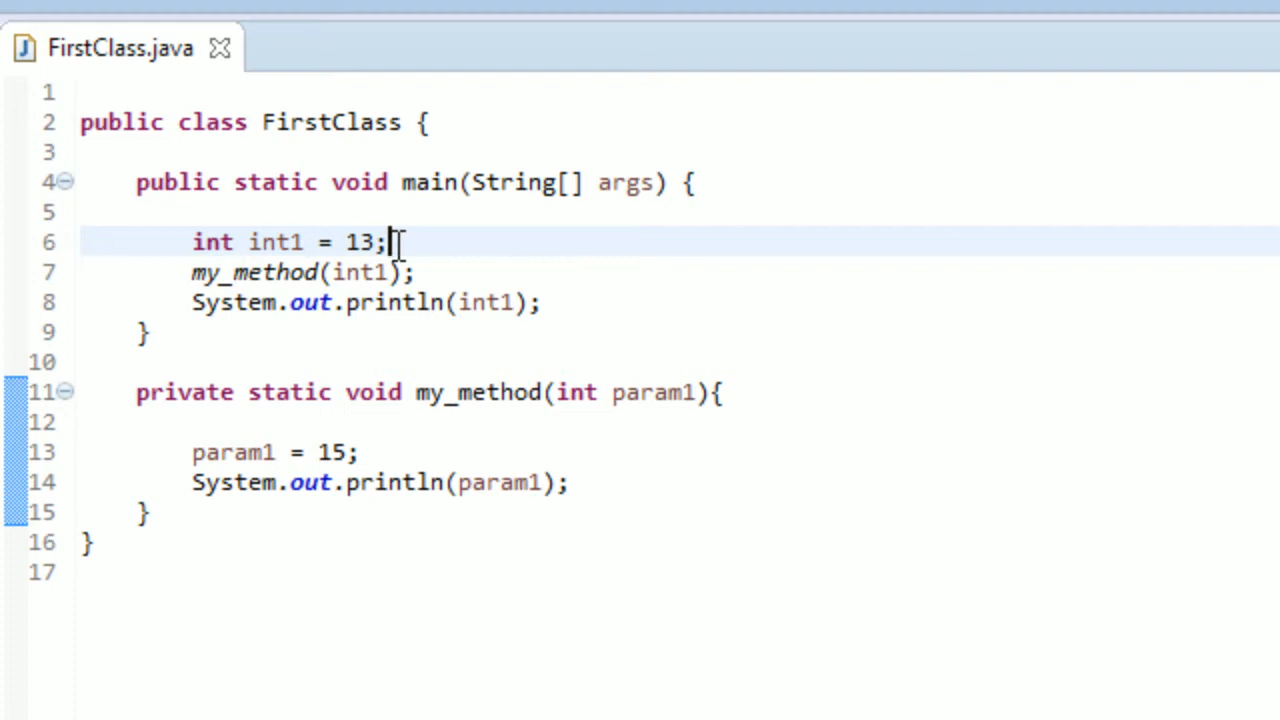 FirstClass.java
1
2 public class FirstClass {
3
4 public static void main(String[] args) {
5
6 int int1 = 13;
7 my_method(int1);
8 System.out.println(int1);
9 }
10
11 private static void my_method(int param1){
12
13 param1 = 15;
14 System.out.println(param1);
15 }
16 }
17